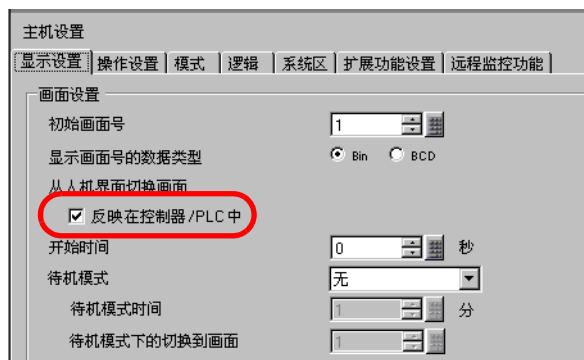 主机设置
显示设置 操作设置 模式 逻辑 系统区 扩展功能设置 远程监控功能
画面设置
初始画面号 1
显示画面号的数据类型 Bin BCD
从人机界面切换画面
反映在控制器/PLC中
开始时间 0 秒
待机模式 无
待机模式时间 1 分
待机模式下的切换到画面 1